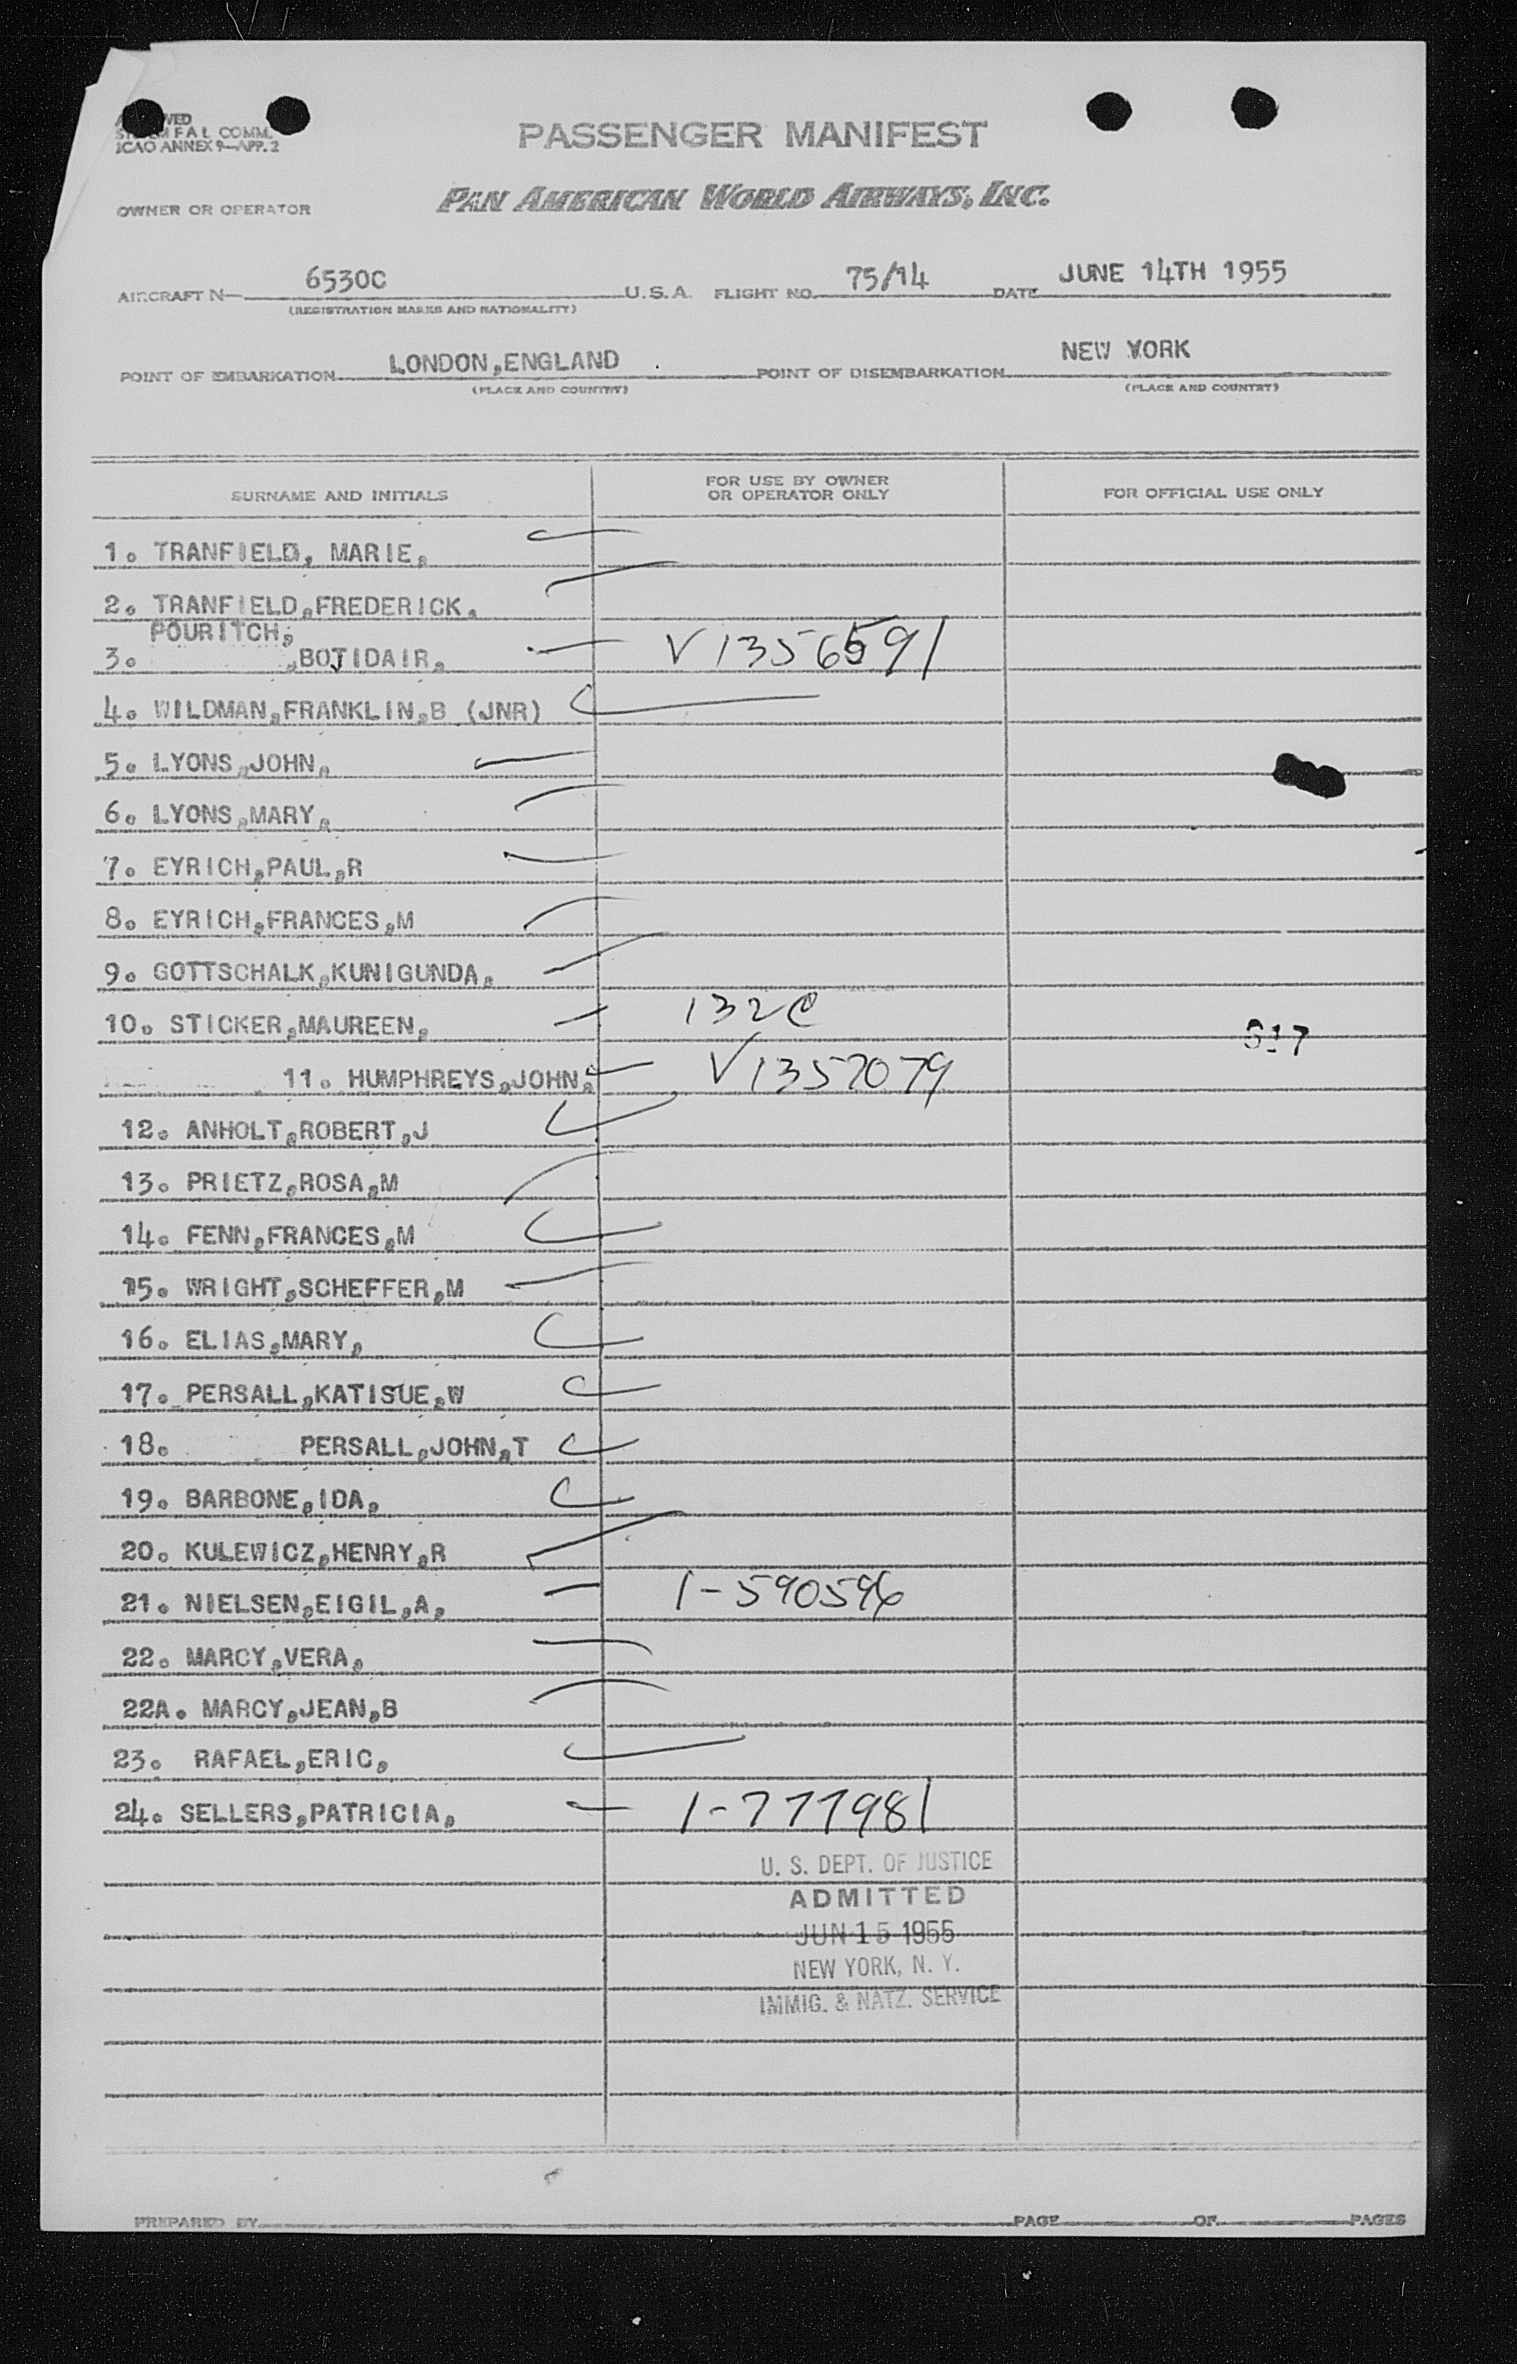 FAL COMM.
ICAO ANNEX 9—APP. 2
PASSENGER MANIFEST
OWNER OR OPERATOR PAN AMERICAN WORLD AIRWAYS, INC.
AIRCRAFT N— 6530C U.S.A. FLIGHT NO. 75/14 DATE JUNE 14TH 1955
(REGISTRATION MARKS AND NATIONALITY)
POINT OF EMBARKATION LONDON,ENGLAND POINT OF DISEMBARKATION NEW YORK
(PLACE AND COUNTRY) (PLACE AND COUNTRY)
SURNAME AND INITIALS FOR USE BY OWNER OR OPERATOR ONLY FOR OFFICIAL USE ONLY
1. TRANFIELD, MARIE,
2. TRANFIELD,FREDERICK.
POURITCH,
3. ,BOJIDAIR, V1356591
4. WILDMAN,FRANKLIN,B (JNR)
5. LYONS,JOHN,
6. LYONS,MARY,
7. EYRICH,PAUL,R
8. EYRICH,FRANCES,M
9. GOTTSCHALK,KUNIGUNDA,
10. STICKER,MAUREEN, 132C
11. HUMPHREYS,JOHN, V1357079
12. ANHOLT,ROBERT,J
13. PRIETZ,ROSA,M
14. FENN,FRANCES,M
15. WRIGHT,SCHEFFER,M
16. ELIAS,MARY,
17. PERSALL,KATISUE,W
18. PERSALL,JOHN,T
19. BARBONE,IDA,
20. KULEWICZ,HENRY,R
21. NIELSEN,EIGIL,A, 1-590596
22. MARCY,VERA,
22A. MARCY,JEAN,B
23. RAFAEL,ERIC,
24. SELLERS,PATRICIA, 1-777981
U. S. DEPT. OF JUSTICE
ADMITTED
JUN 15 1955
NEW YORK, N. Y.
IMMIG. & NATZ. SERVICE
PREPARED BY PAGE OF PAGES